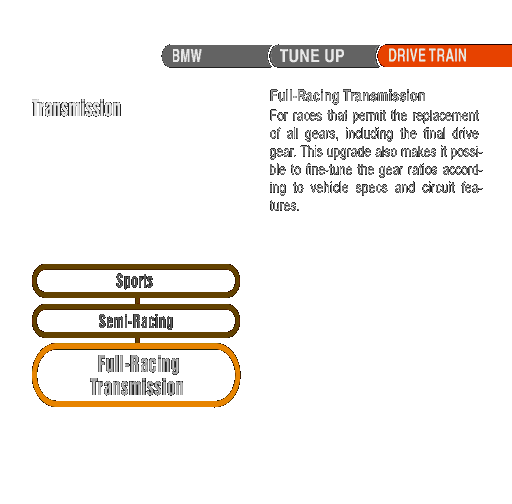 BMW
TUNE UP
DRIVE TRAIN
Transmission
Full-Racing Transmission
For races that permit the replacement
of all gears, including the final drive
gear. This upgrade also makes it possi-
ble to fine-tune the gear ratios accord-
ing to vehicle specs and circuit fea-
tures.
Sports
Semi-Racing
Full-Racing
Transmission